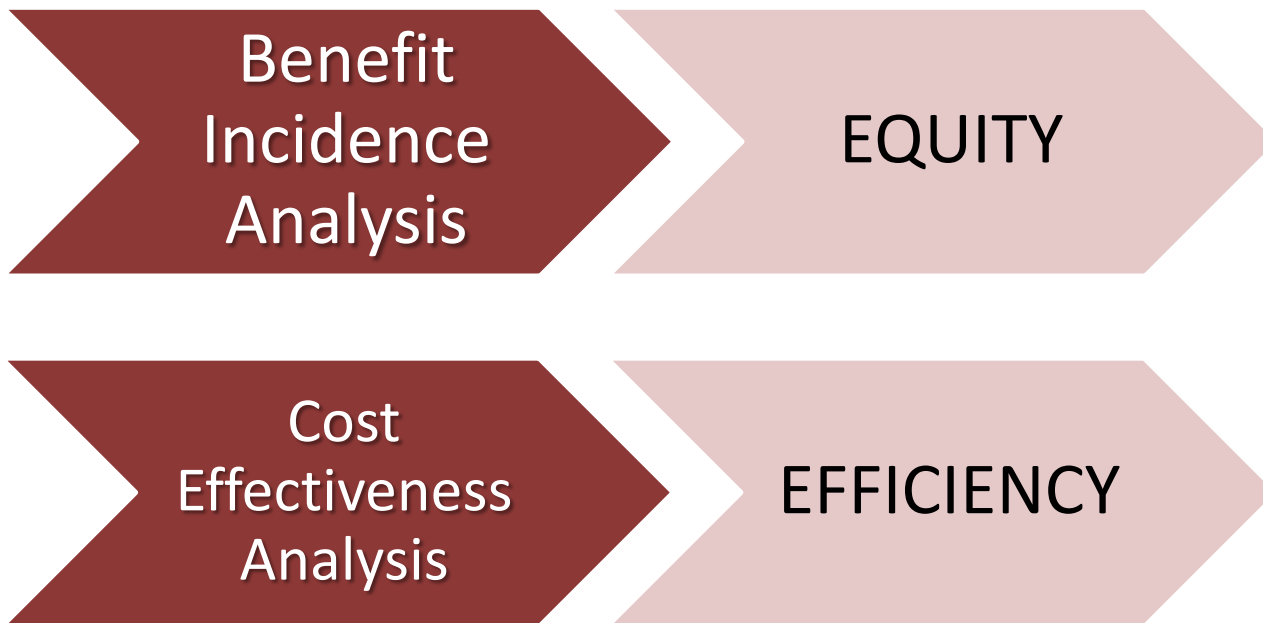 Benefit
Incidence
Analysis
EQUITY
Cost
Effectiveness
Analysis
EFFICIENCY